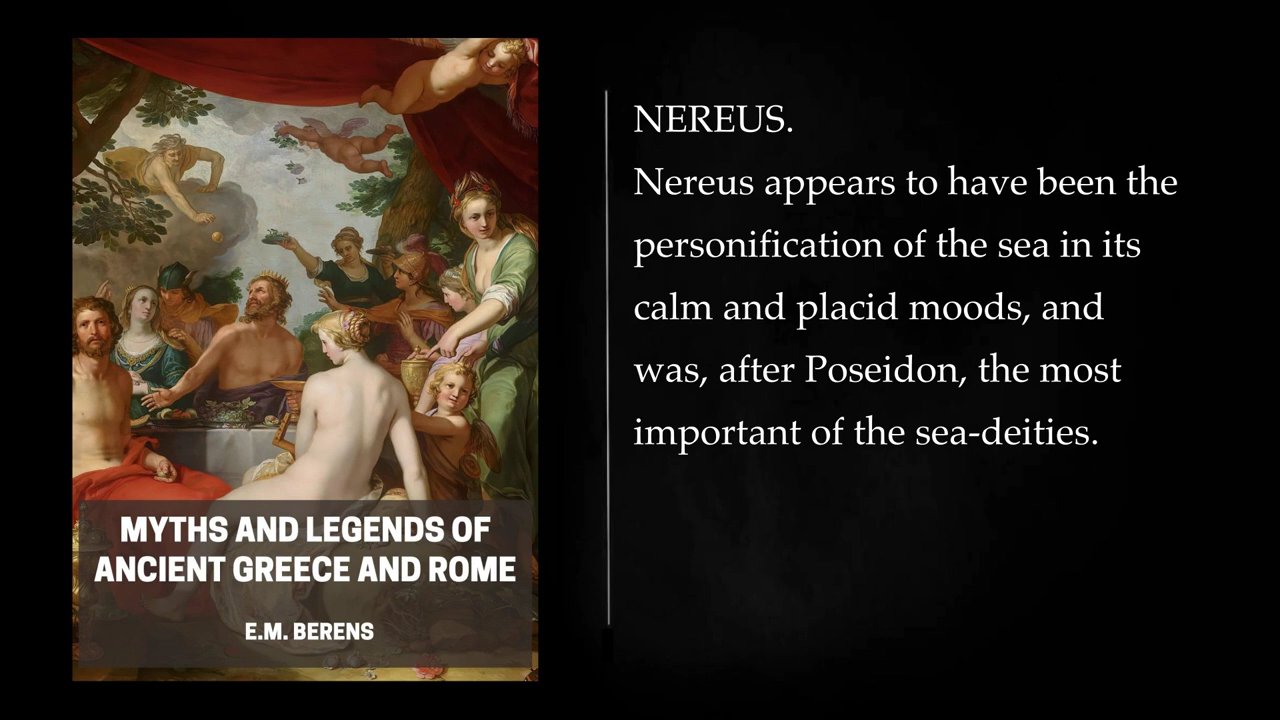 MYTHS AND LEGENDS OF
ANCIENT GREECE AND ROME
E.M. BERENS
NEREUS.
Nereus appears to have been the
personification of the sea in its
calm and placid moods, and
was, after Poseidon, the most
important of the sea-deities.